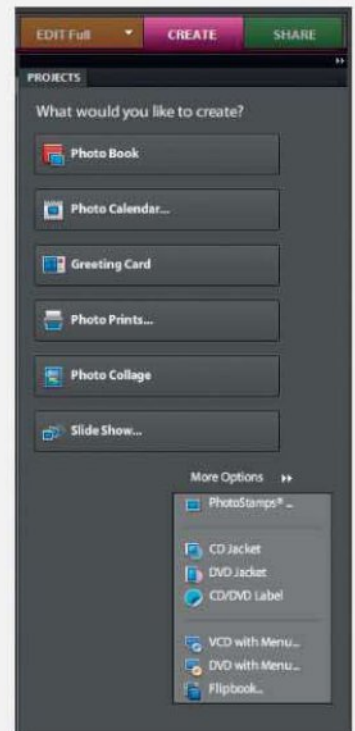 EDIT Full CREATE SHARE
PROJECTS
What would you like to create?
Photo Book
Photo Calendar...
Greeting Card
Photo Prints...
Photo Collage
Slide Show...
More Options
PhotoStamps® ...
CD Jacket
DVD Jacket
CD/DVD Label
VCD with Menu...
DVD with Menu...
Flipbook...